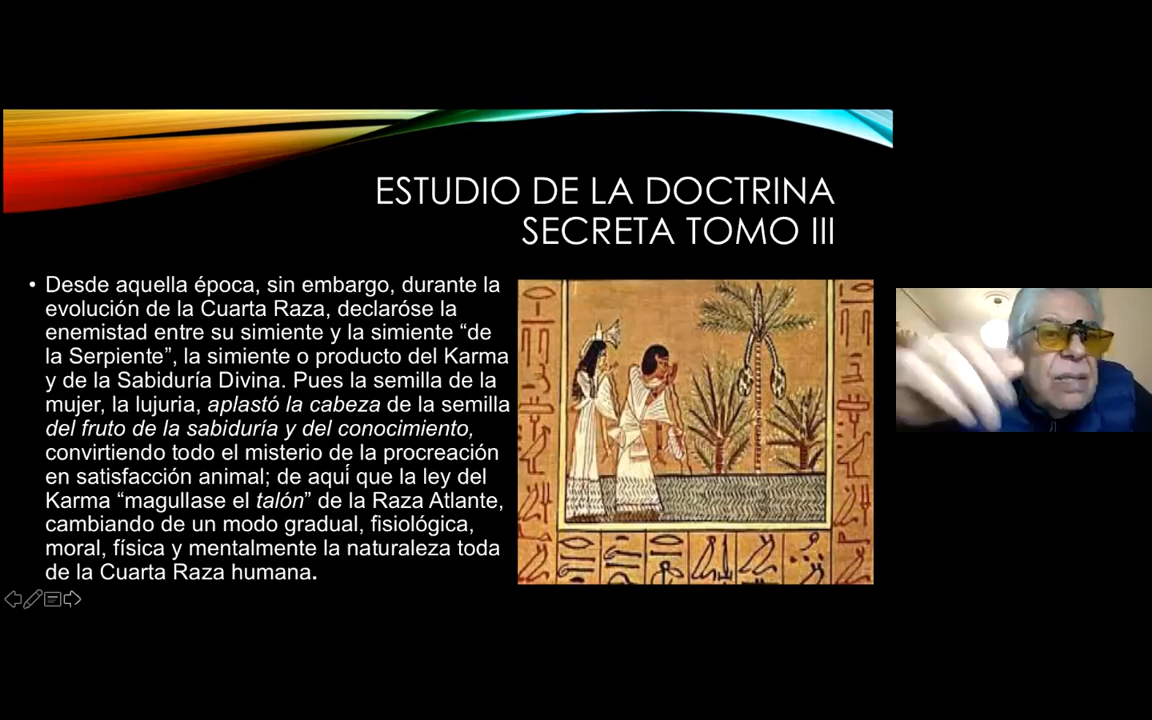 ESTUDIO DE LA DOCTRINA
SECRETA TOMO III
• Desde aquella época, sin embargo, durante la
evolución de la Cuarta Raza, declaróse la
enemistad entre su simiente y la simiente “de
la Serpiente”, la simiente o producto del Karma
y de la Sabiduría Divina. Pues la semilla de la
mujer, la lujuria, aplastó la cabeza de la semilla
del fruto de la sabiduría y del conocimiento,
convirtiendo todo el misterio de la procreación
en satisfacción animal; de aquí que la ley del
Karma “magullase el talón” de la Raza Atlante,
cambiando de un modo gradual, fisiológica,
moral, física y mentalmente la naturaleza toda
de la Cuarta Raza humana.